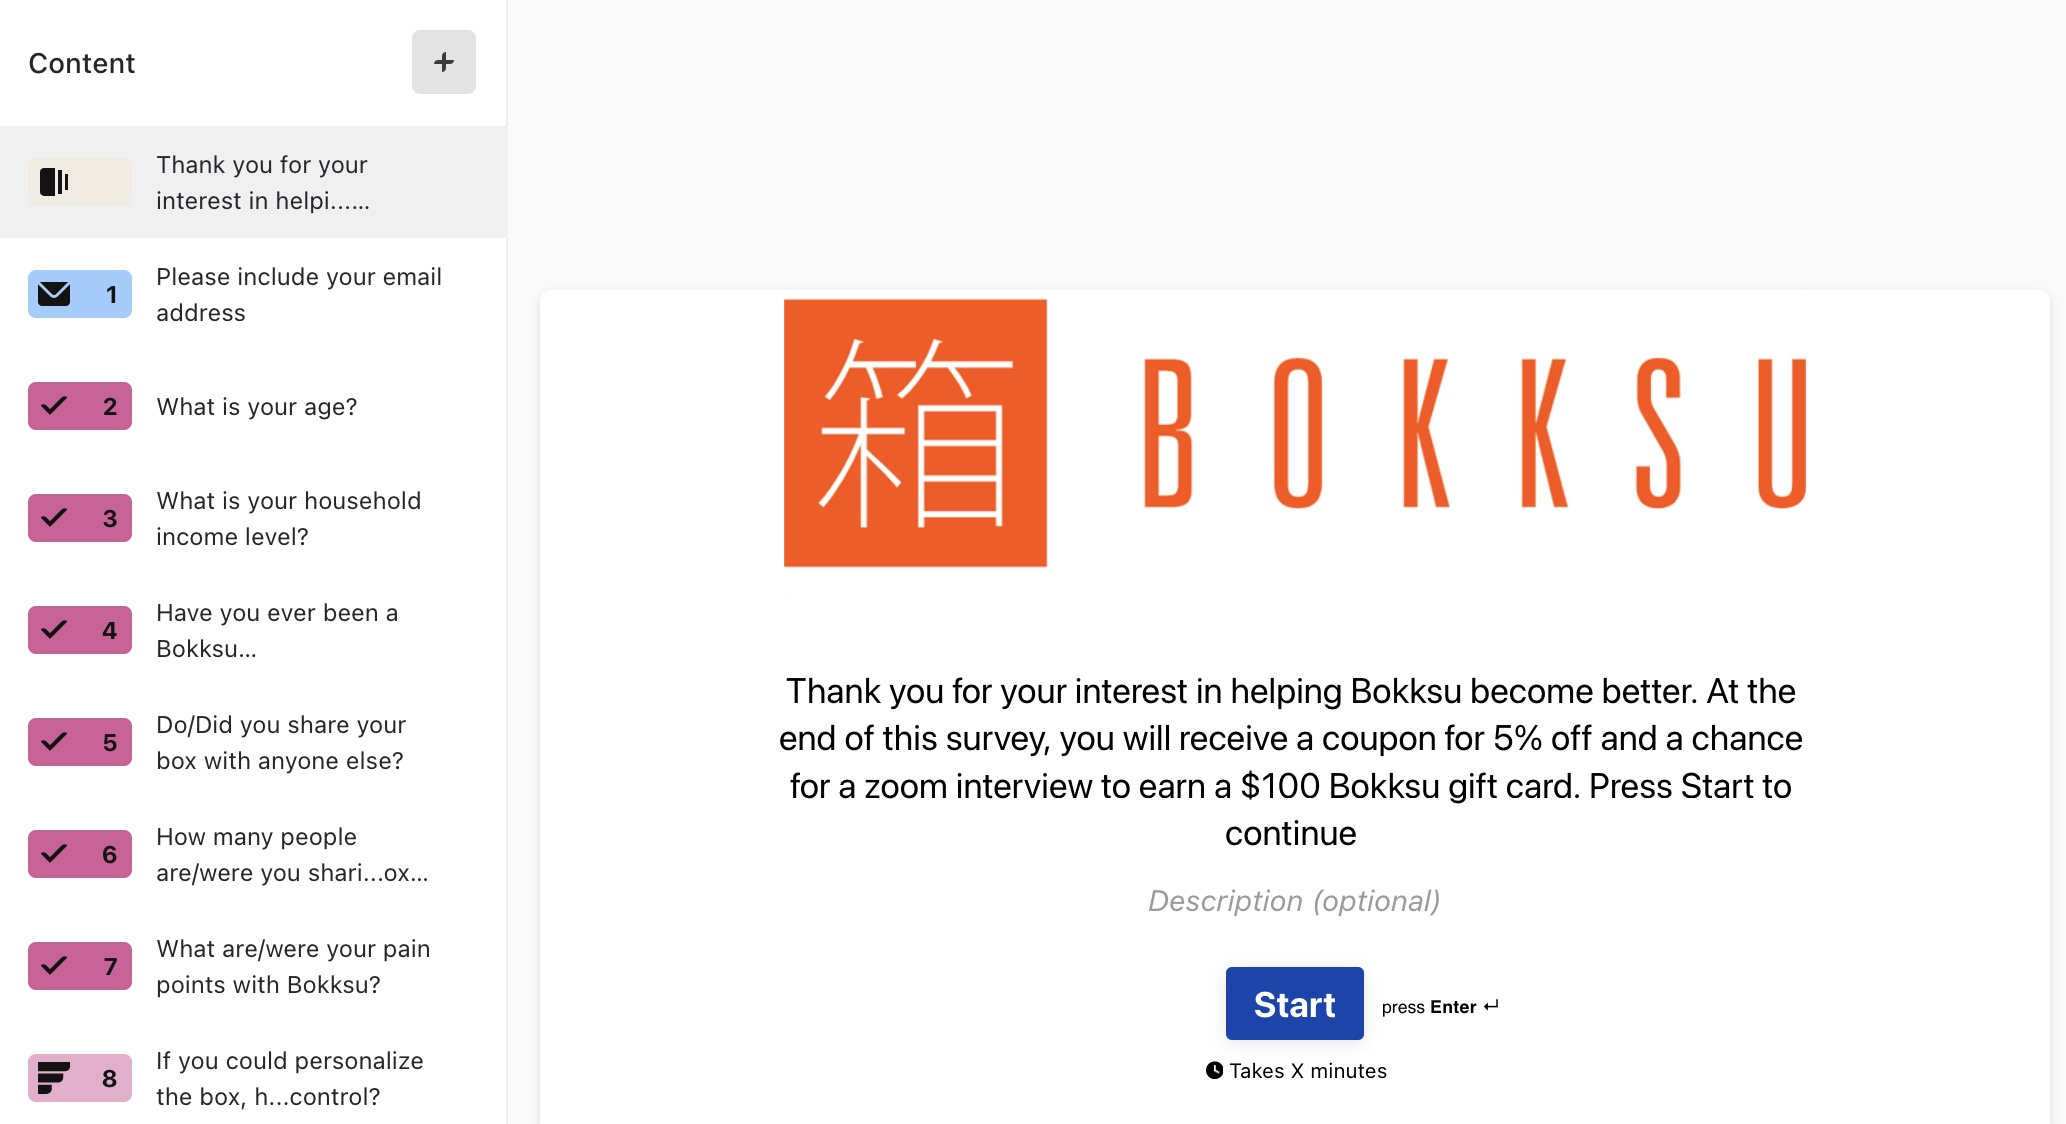 Content
Thank you for your
interest in helpi......
1
Please include your email
address
2
What is your age?
3
What is your household
income level?
4
Have you ever been a
Bokksu...
5
Do/Did you share your
box with anyone else?
6
How many people
are/were you shari...ox...
7
What are/were your pain
points with Bokksu?
8
If you could personalize
the box, h...control?
箱 BOKKSU
Thank you for your interest in helping Bokksu become better. At the
end of this survey, you will receive a coupon for 5% off and a chance
for a zoom interview to earn a $100 Bokksu gift card. Press Start to
continue
Description (optional)
Start
press Enter ↵
Takes X minutes